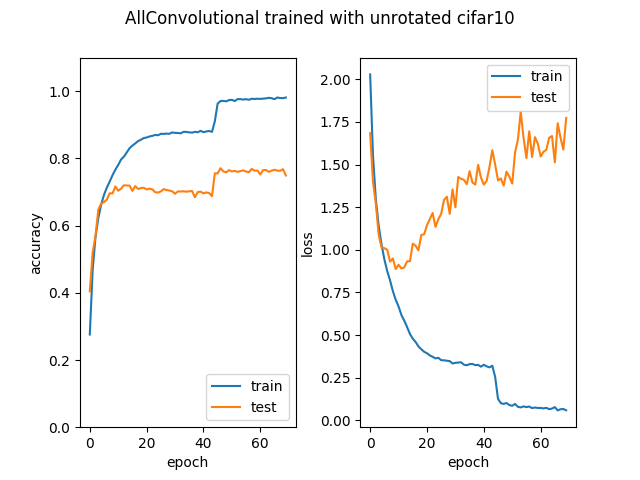 AllConvolutional trained with unrotated cifar10
accuracy
1.0
0.8
0.6
0.4
0.2
0.0
0 20 40 60
epoch
train
test
loss
2.00
1.75
1.50
1.25
1.00
0.75
0.50
0.25
0.00
0 20 40 60
epoch
train
test